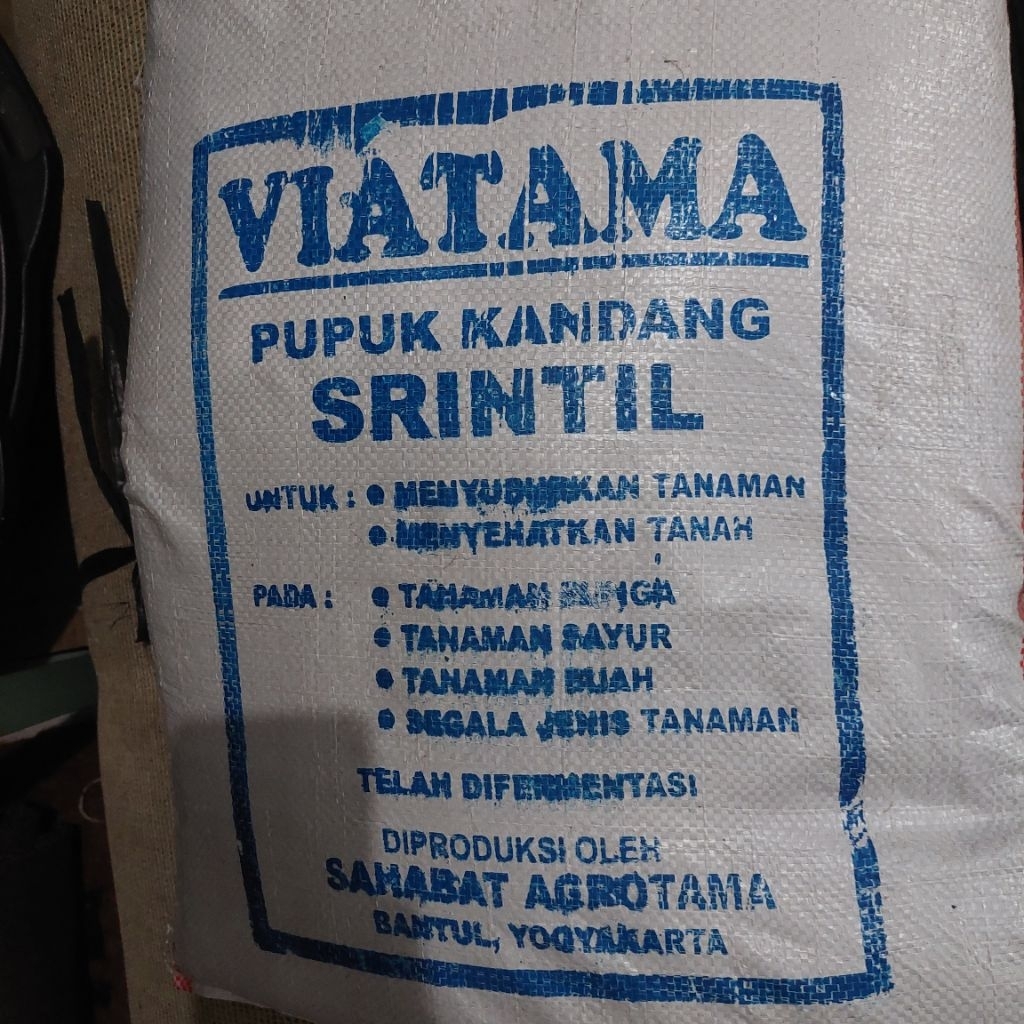 VIATAMA
PUPUK KANDANG
SRINTIL
UNTUK : ● MENYUBURKAN TANAMAN
● MENYEHATKAN TANAH
PADA : ● TANAMAN BUNGA
● TANAMAN SAYUR
● TANAMAN BUAH
● SEGALA JENIS TANAMAN
TELAH DIFERMENTASI
DIPRODUKSI OLEH
SAHABAT AGROTAMA
BANTUL, YOGYAKARTA